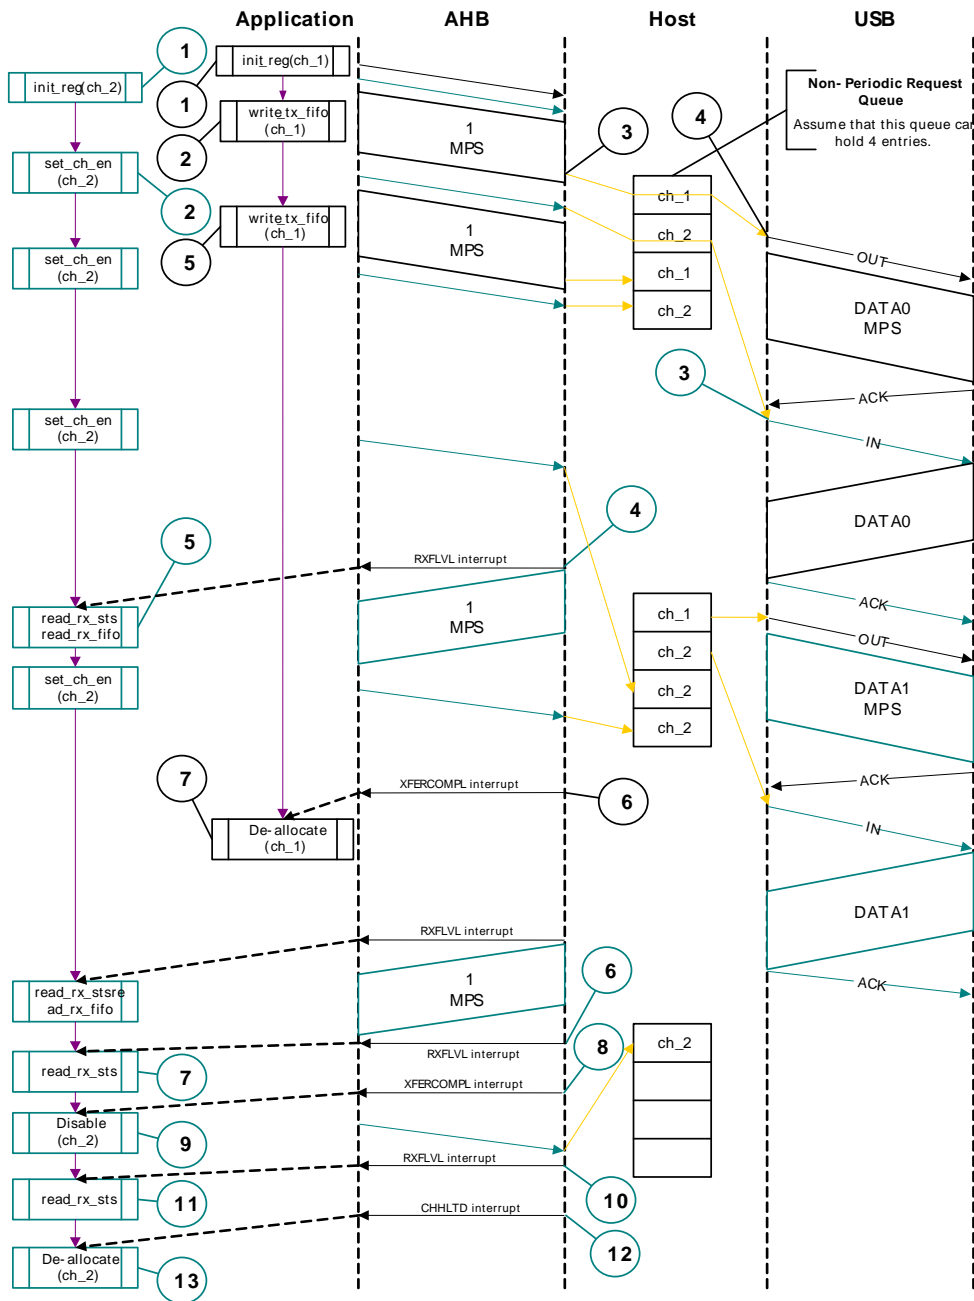 Application
AHB
Host
USB
1
init_reg(ch_2)
init_reg(ch_1)
1
Non-Periodic Request
Queue
Assume that this queue can
hold 4 entries.
write_tx_fifo
(ch_1)
1
MPS
3
4
2
set_ch_en
(ch_2)
2
ch_1
write_tx_fifo
(ch_1)
5
1
MPS
ch_2
set_ch_en
(ch_2)
ch_1
OUT
ch_2
DATA0
MPS
3
ACK
set_ch_en
(ch_2)
IN
4
DATA0
5
RXFLVL interrupt
ACK
read_rx_sts
read_rx_fifo
1
MPS
ch_1
OUT
ch_2
set_ch_en
(ch_2)
ch_2
DATA1
MPS
ch_2
7
XFERCOMPL interrupt
6
ACK
De-allocate
(ch_1)
IN
DATA1
RXFLVL interrupt
6
read_rx_stsre
ad_rx_fifo
1
MPS
ACK
8
ch_2
RXFLVL interrupt
read_rx_sts
7
XFERCOMPL interrupt
Disable
(ch_2)
9
RXFLVL interrupt
10
read_rx_sts
11
CHHLTD interrupt
12
De-allocate
(ch_2)
13